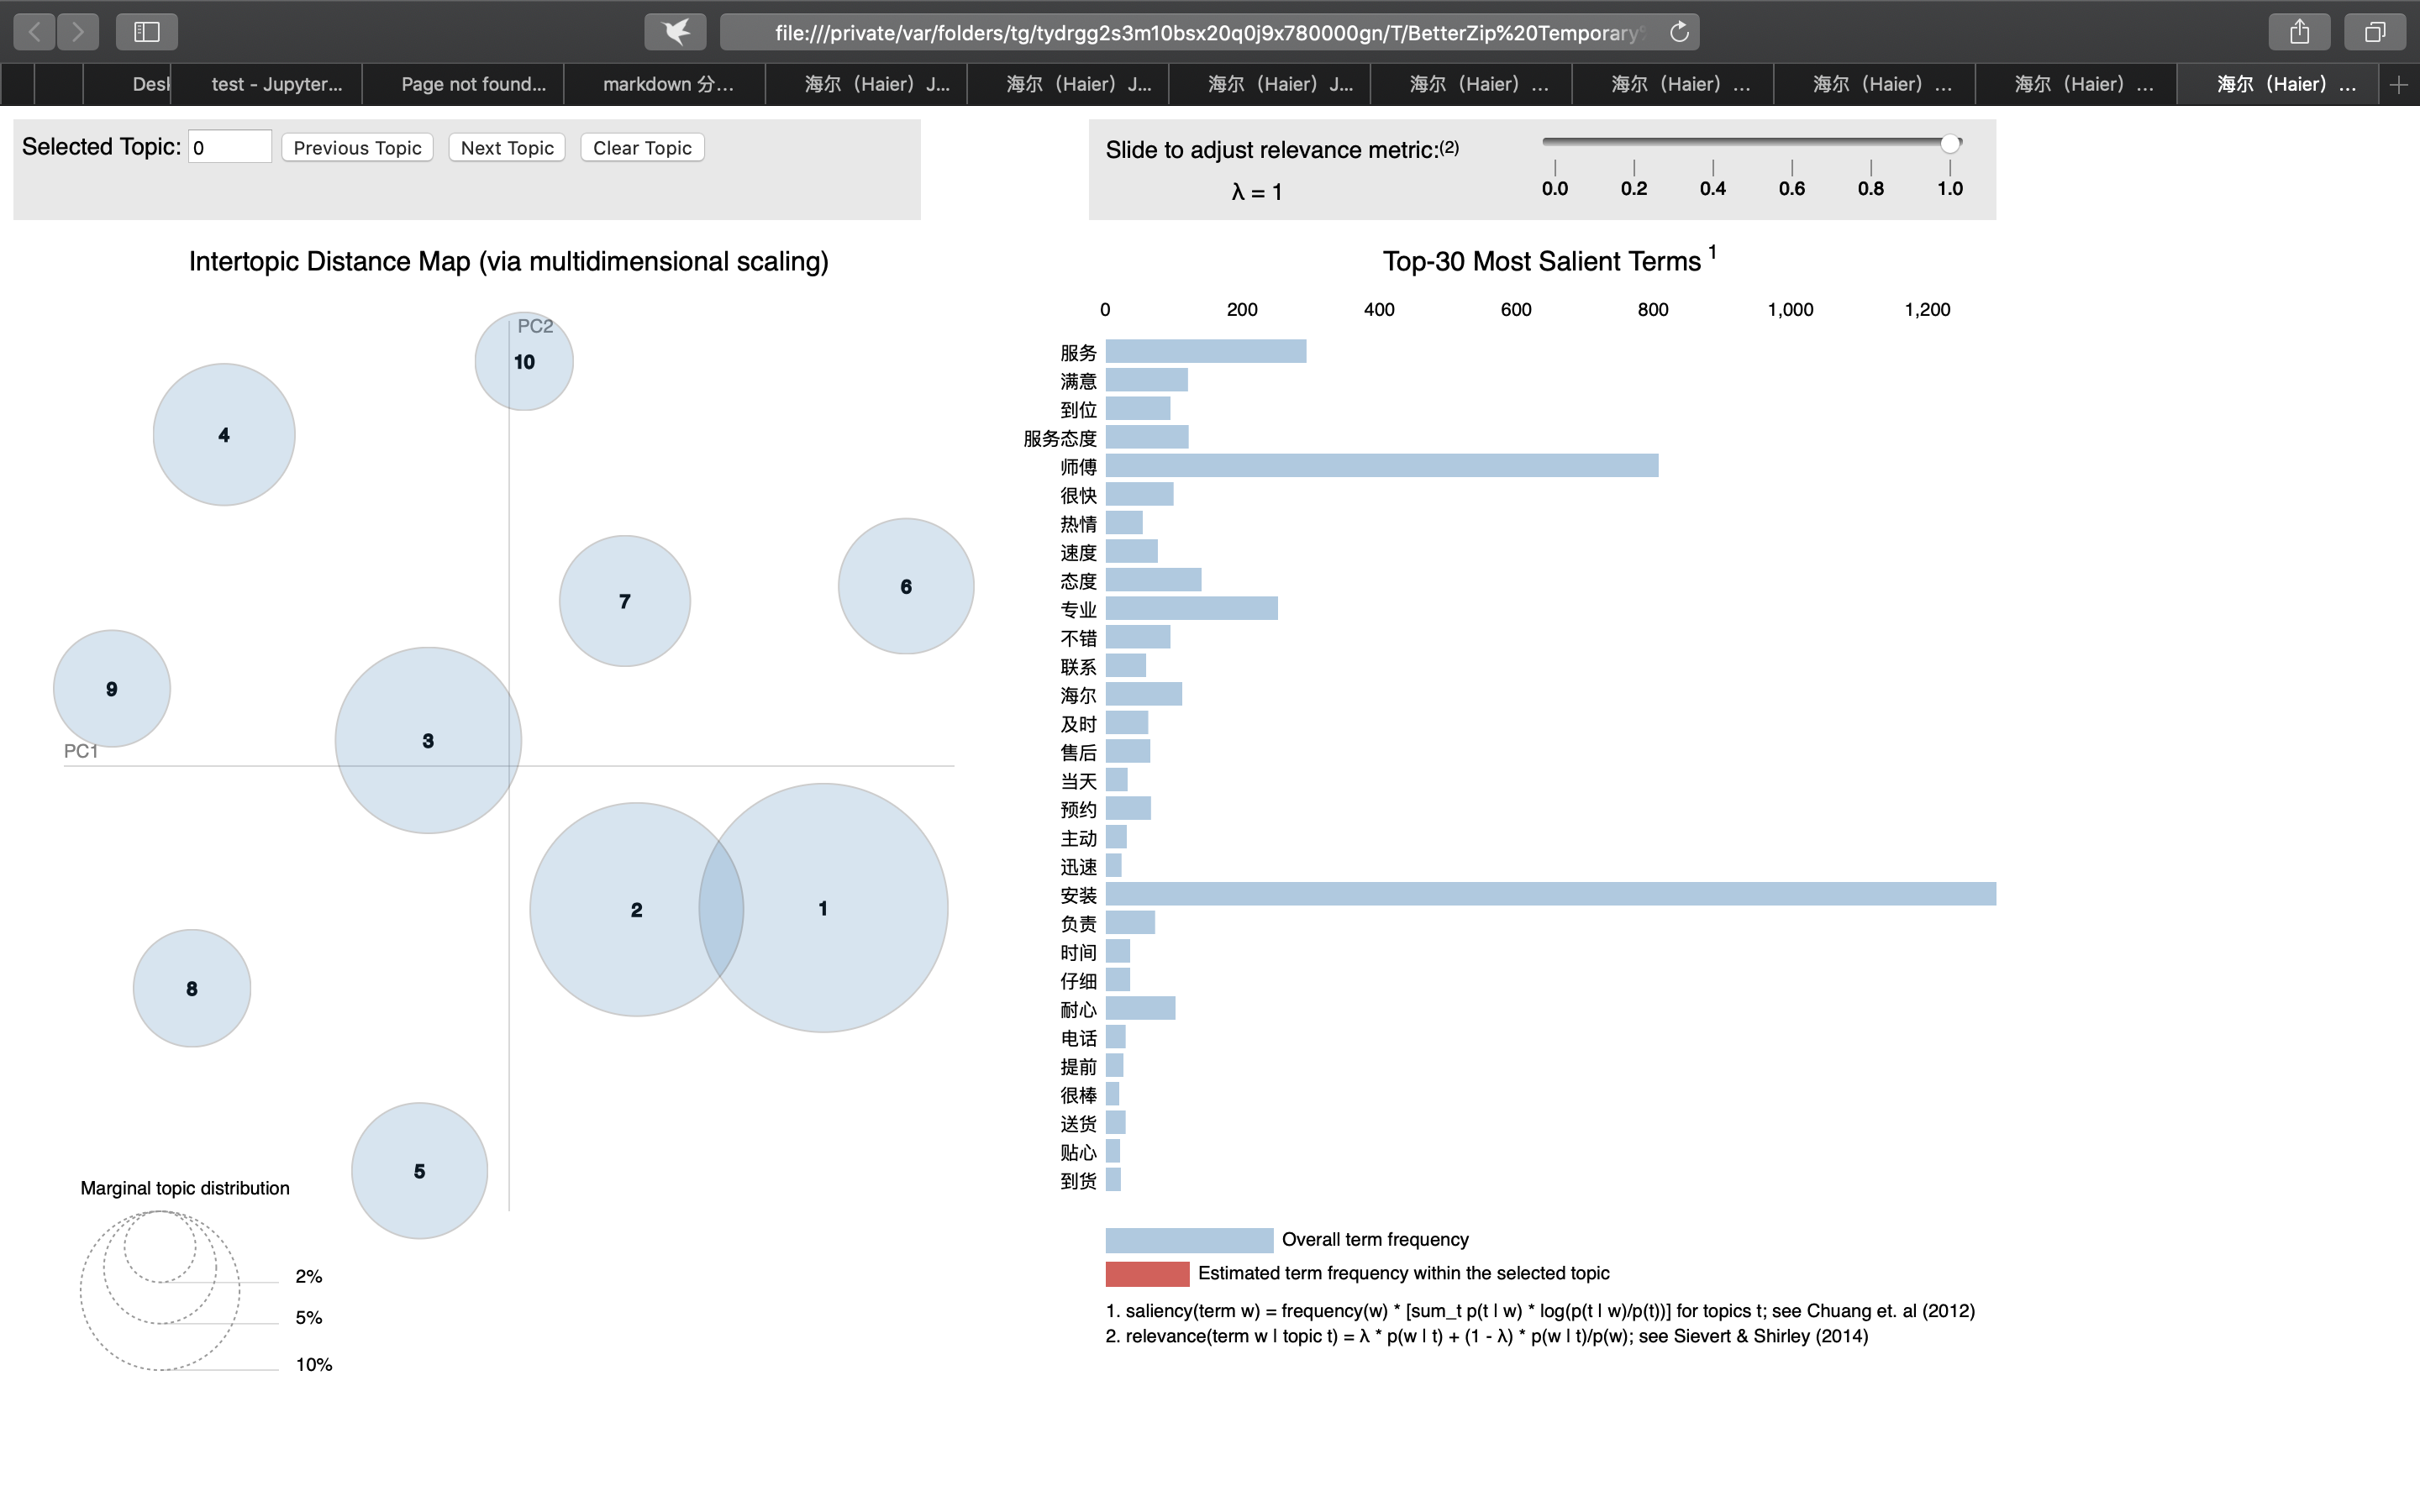 file:///private/var/folders/tg/tydrgg2s3m10bsx20q0j9x780000gn/T/BetterZip%20Temporary
Desl
test - Jupyter...
Page not found...
markdown 分...
海尔（Haier）J...
海尔（Haier）J...
海尔（Haier）J...
海尔（Haier）...
海尔（Haier）...
海尔（Haier）...
海尔（Haier）...
海尔（Haier）...
Selected Topic: 0 Previous Topic Next Topic Clear Topic
Slide to adjust relevance metric:(2)
λ = 1
0.0 0.2 0.4 0.6 0.8 1.0
Intertopic Distance Map (via multidimensional scaling)
PC2
10
4
7
6
9
3
PC1
2
1
8
5
Marginal topic distribution
2%
5%
10%
Top-30 Most Salient Terms 1
0 200 400 600 800 1,000 1,200
服务
满意
到位
服务态度
师傅
很快
热情
速度
态度
专业
不错
联系
海尔
及时
售后
当天
预约
主动
迅速
安装
负责
时间
仔细
耐心
电话
提前
很棒
送货
贴心
到货
Overall term frequency
Estimated term frequency within the selected topic
1. saliency(term w) = frequency(w) * [sum_t p(t | w) * log(p(t | w)/p(t))] for topics t; see Chuang et. al (2012)
2. relevance(term w | topic t) = λ * p(w | t) + (1 - λ) * p(w | t)/p(w); see Sievert & Shirley (2014)